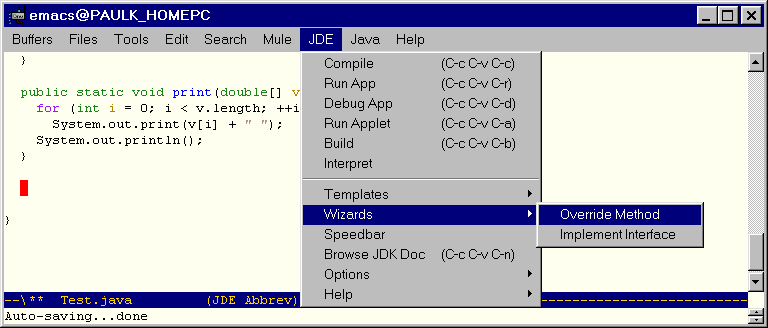 emacs@PAULK_HOMEPC
Buffers Files Tools Edit Search Mule JDE Java Help
}
public static void print(double[] v
for (int i = 0; i < v.length; ++i
System.out.print(v[i] + " ");
System.out.println();
}
}
Compile (C-c C-v C-c)
Run App (C-c C-v C-r)
Debug App (C-c C-v C-d)
Run Applet (C-c C-v C-a)
Build (C-c C-v C-b)
Interpret
Templates
Wizards
Speedbar
Browse JDK Doc (C-c C-v C-n)
Options
Help
Override Method
Implement Interface
--\** Test.java (JDE Abbrev)
Auto-saving...done